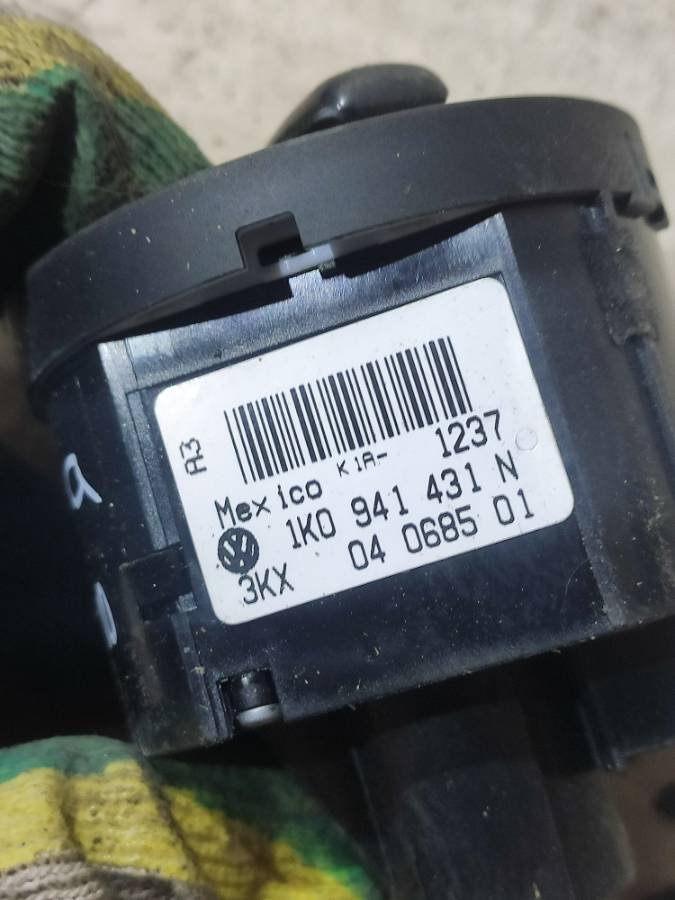 A3
Mexico K1A- 1237
1K0 941 431 N
3KX 04 0685 01